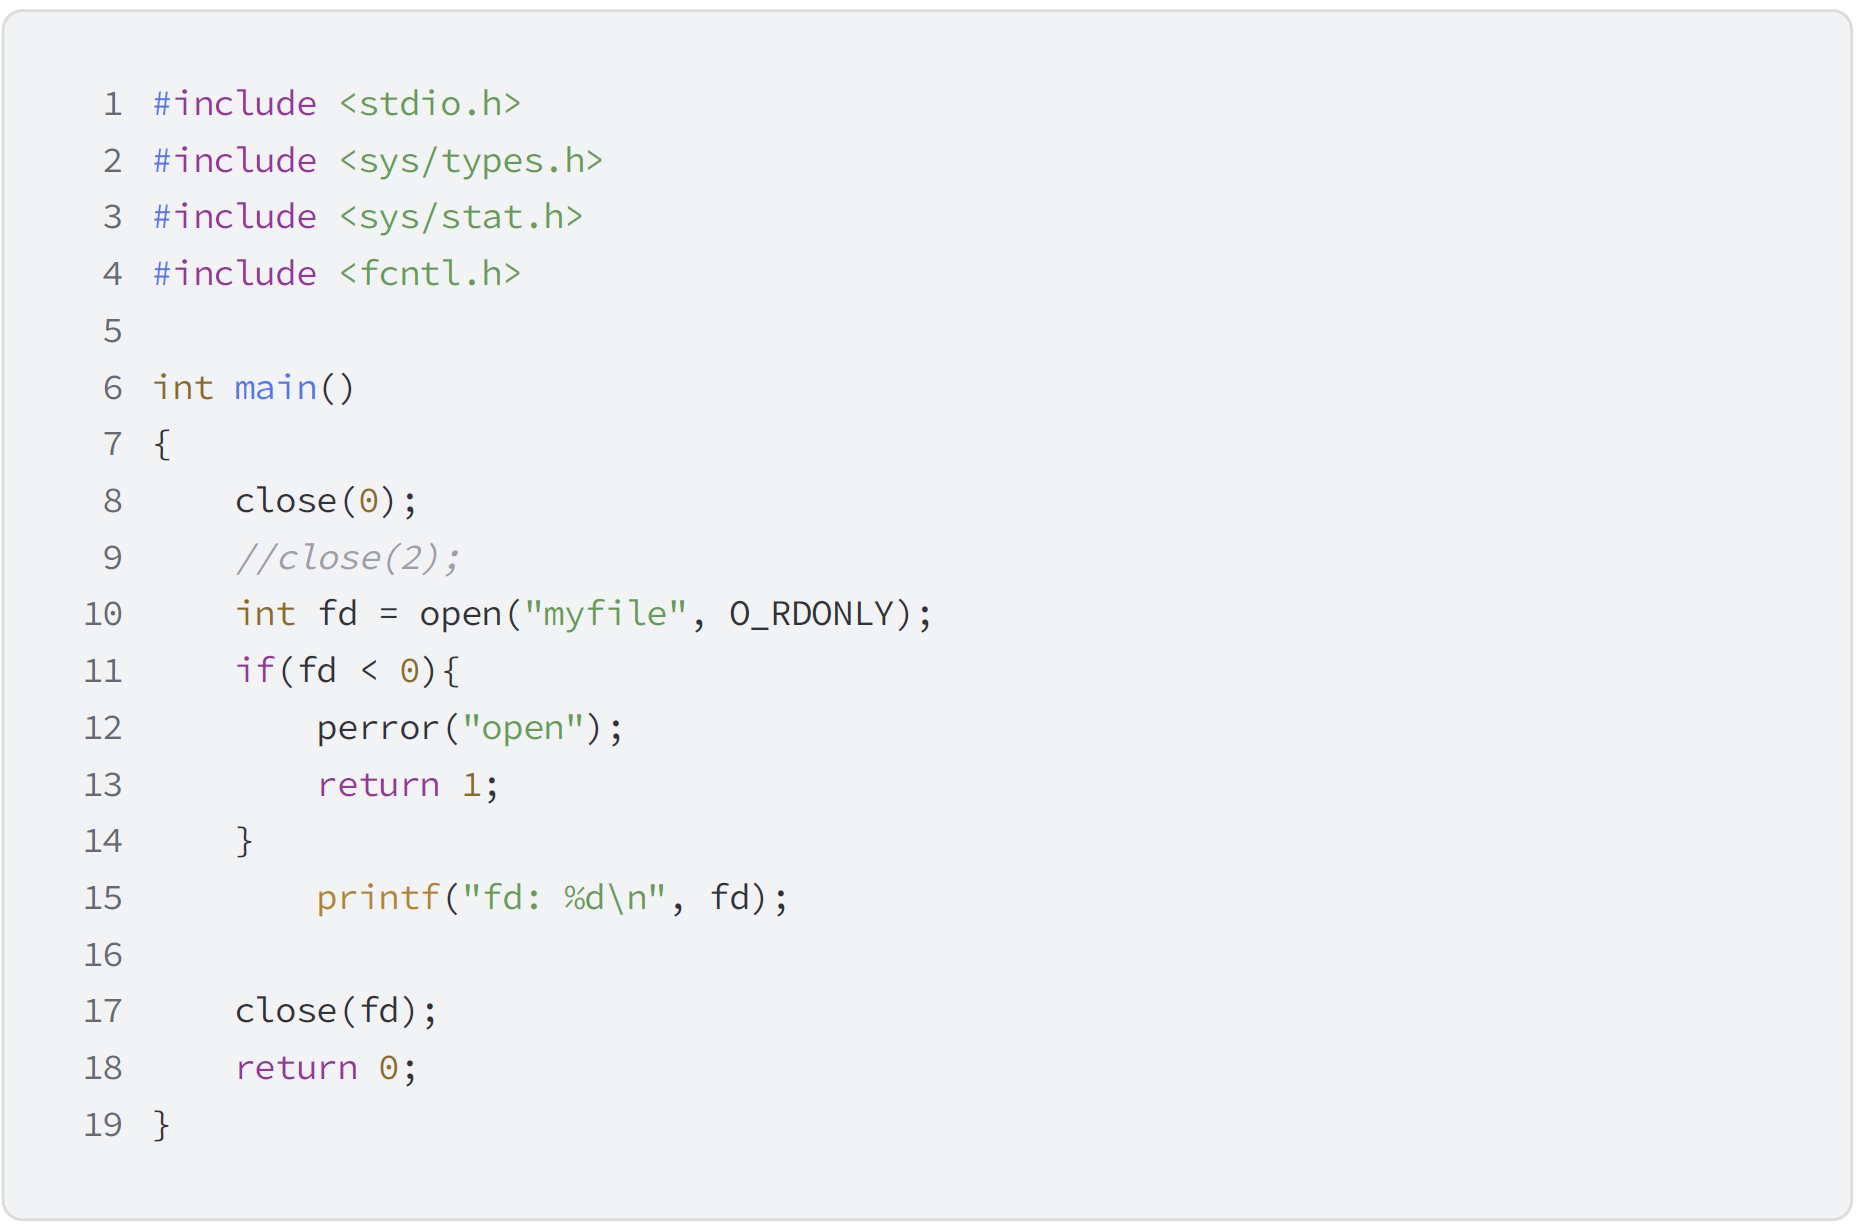 1 #include <stdio.h>
2 #include <sys/types.h>
3 #include <sys/stat.h>
4 #include <fcntl.h>
5
6 int main()
7 {
8     close(0);
9     //close(2);
10     int fd = open("myfile", O_RDONLY);
11     if(fd < 0){
12         perror("open");
13         return 1;
14     }
15         printf("fd: %d\n", fd);
16
17     close(fd);
18     return 0;
19 }